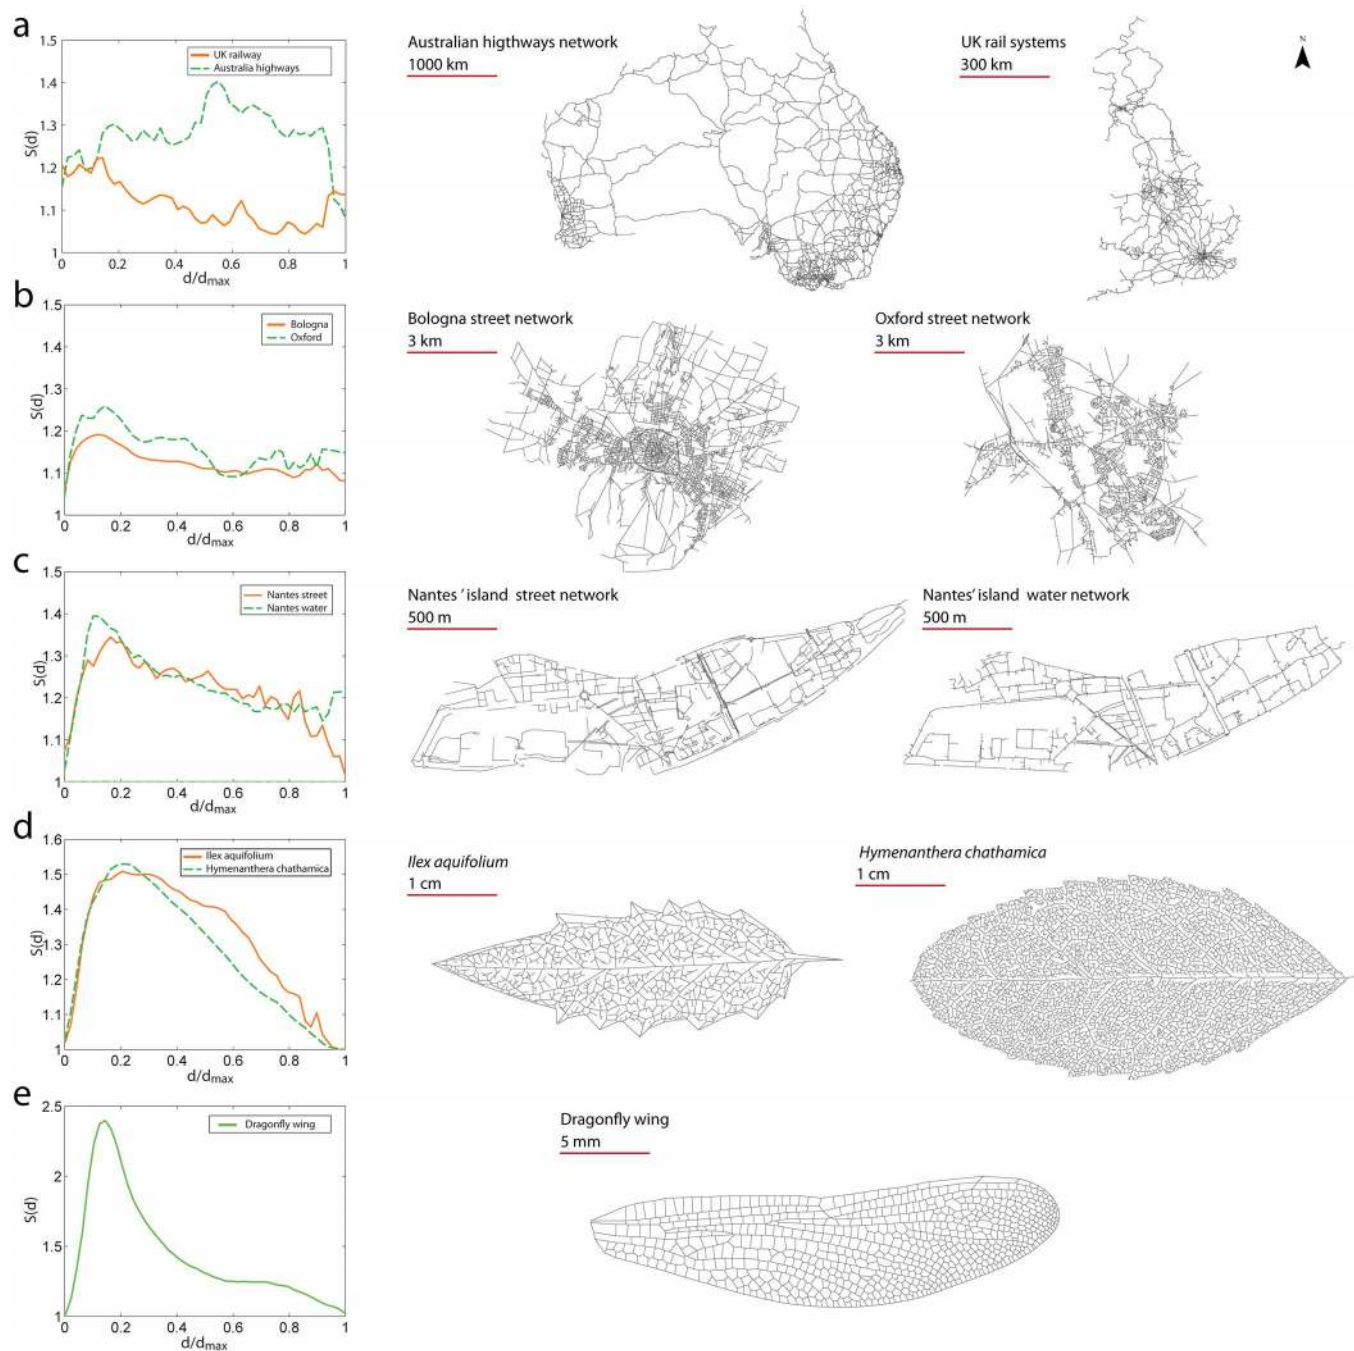 a
1.5
1.4
1.3
1.2
1.1
1
S(d)
UK railway
Australia highways
0 0.2 0.4 0.6 0.8 1
d/dmax
Australian higthways network
1000 km
UK rail systems
300 km
N
b
1.5
1.4
1.3
1.2
1.1
1
S(d)
Bologna
Oxford
0 0.2 0.4 0.6 0.8 1
d/dmax
Bologna street network
3 km
Oxford street network
3 km
c
1.5
1.4
1.3
1.2
1.1
1
S(d)
Nantes street
Nantes water
0 0.2 0.4 0.6 0.8 1
d/dmax
Nantes ' island street network
500 m
Nantes' island water network
500 m
d
1.6
1.5
1.4
1.3
1.2
1.1
1
S(d)
Ilex aquifolium
Hymenanthera chathamica
0 0.2 0.4 0.6 0.8 1
d/dmax
Ilex aquifolium
1 cm
Hymenanthera chathamica
1 cm
e
2.5
2
1.5
1
S(d)
Dragonfly wing
0 0.2 0.4 0.6 0.8 1
d/dmax
Dragonfly wing
5 mm